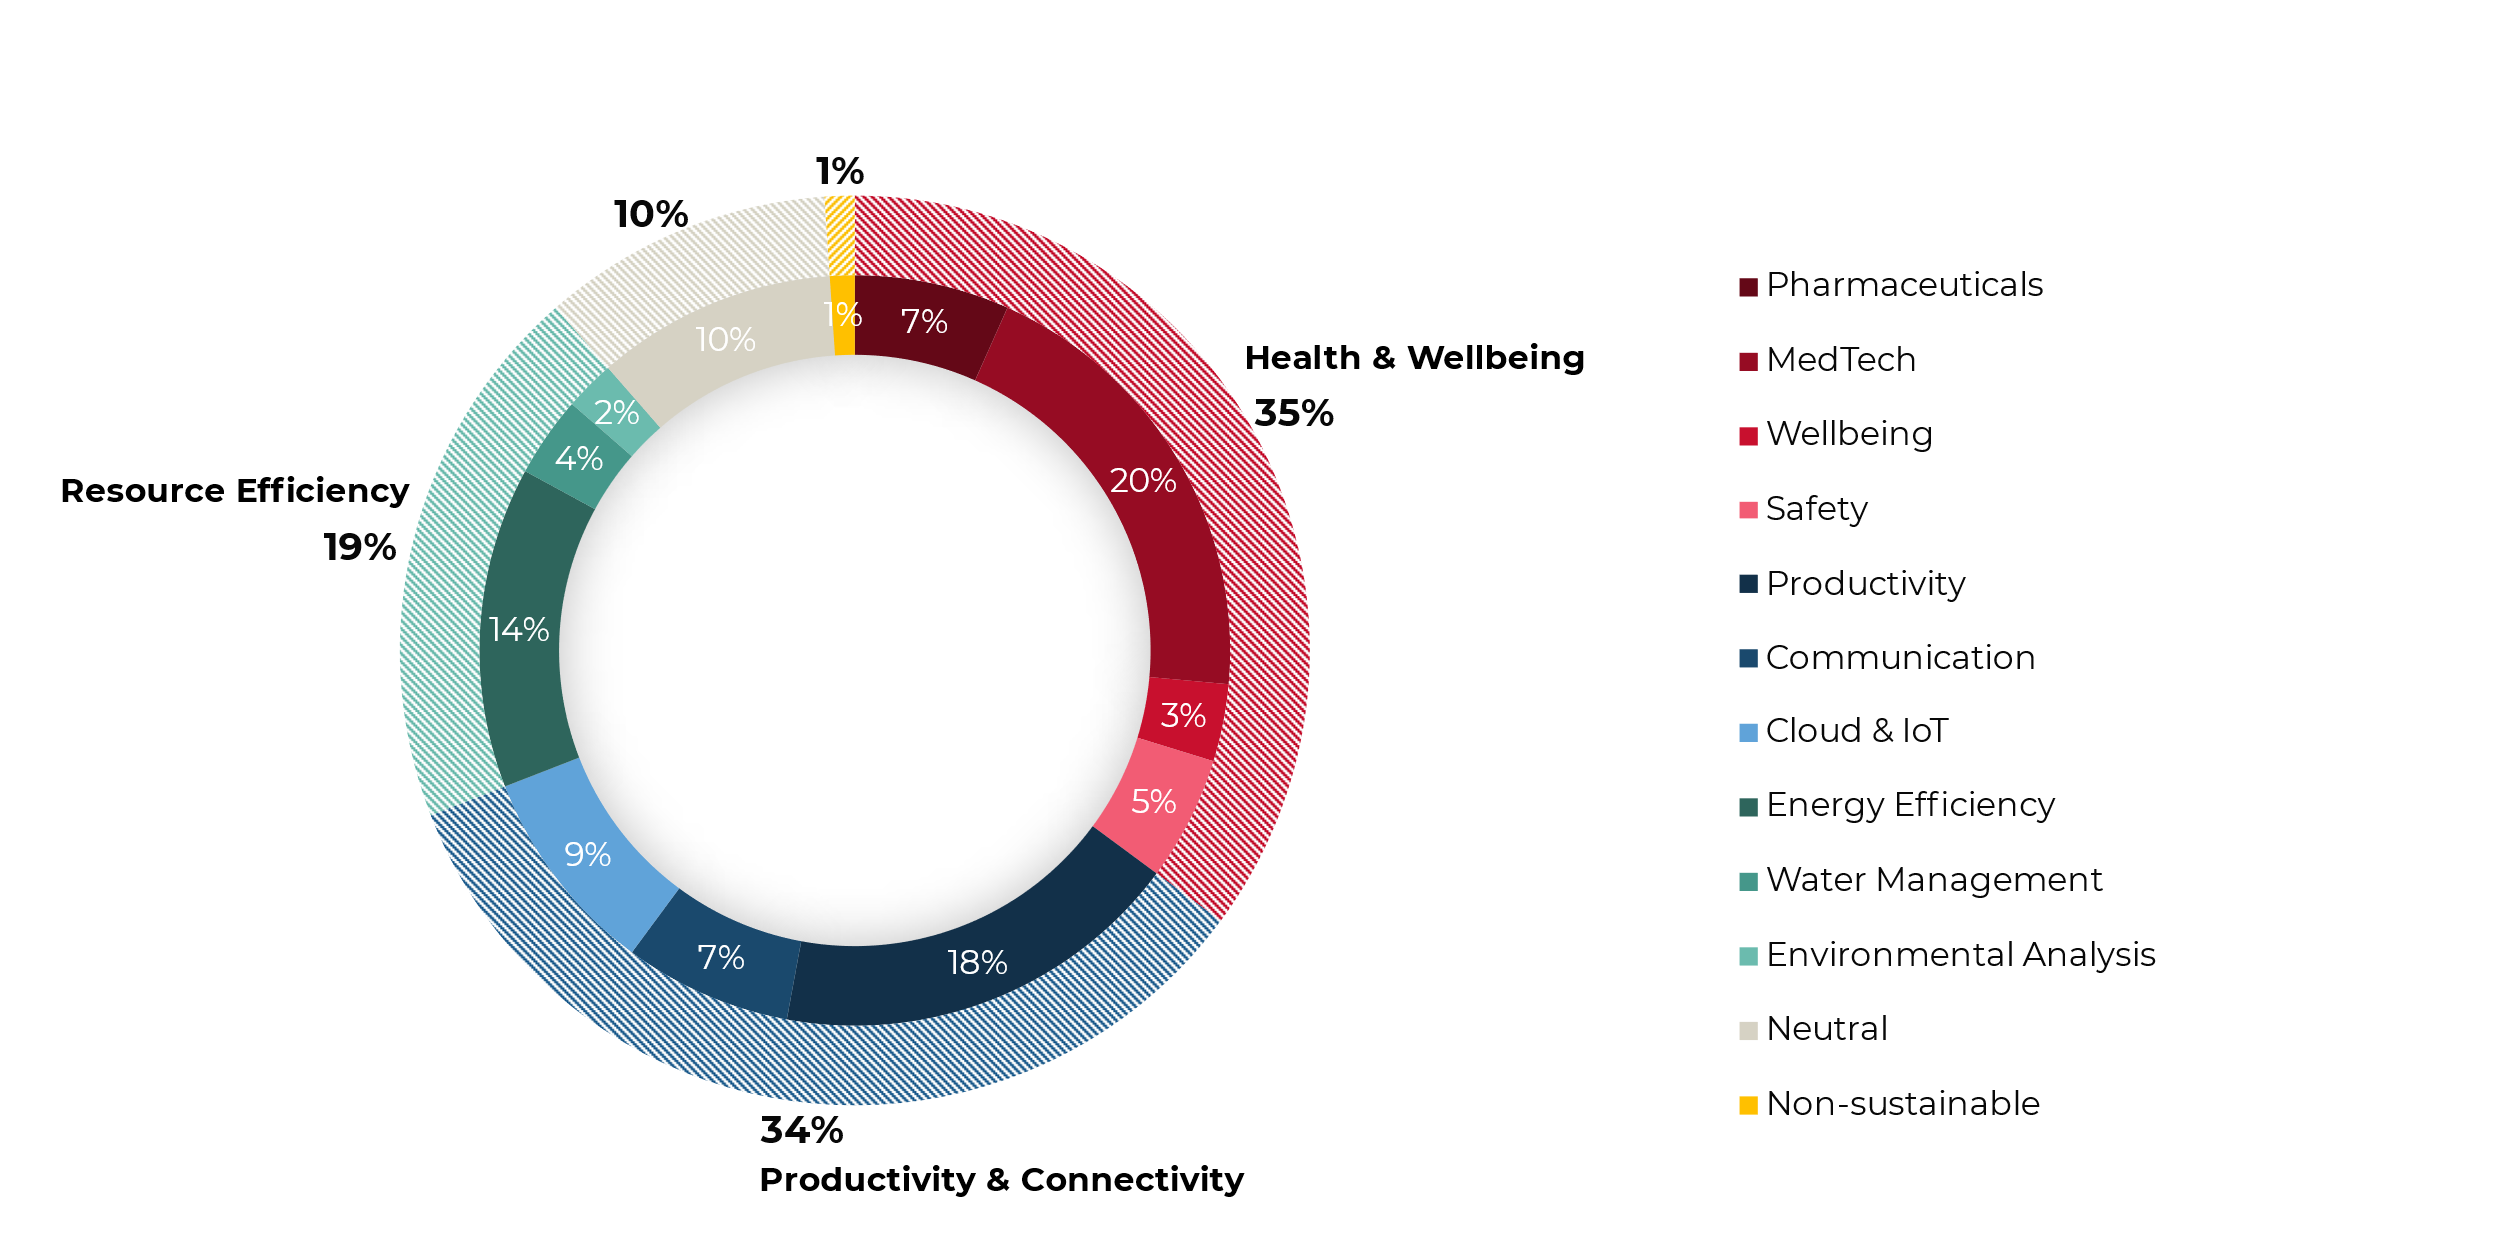 1%
10%
Health & Wellbeing
35%
Resource Efficiency
19%
34%
Productivity & Connectivity
1%
7%
10%
20%
2%
4%
14%
3%
5%
9%
7%
18%
Pharmaceuticals
MedTech
Wellbeing
Safety
Productivity
Communication
Cloud & IoT
Energy Efficiency
Water Management
Environmental Analysis
Neutral
Non-sustainable